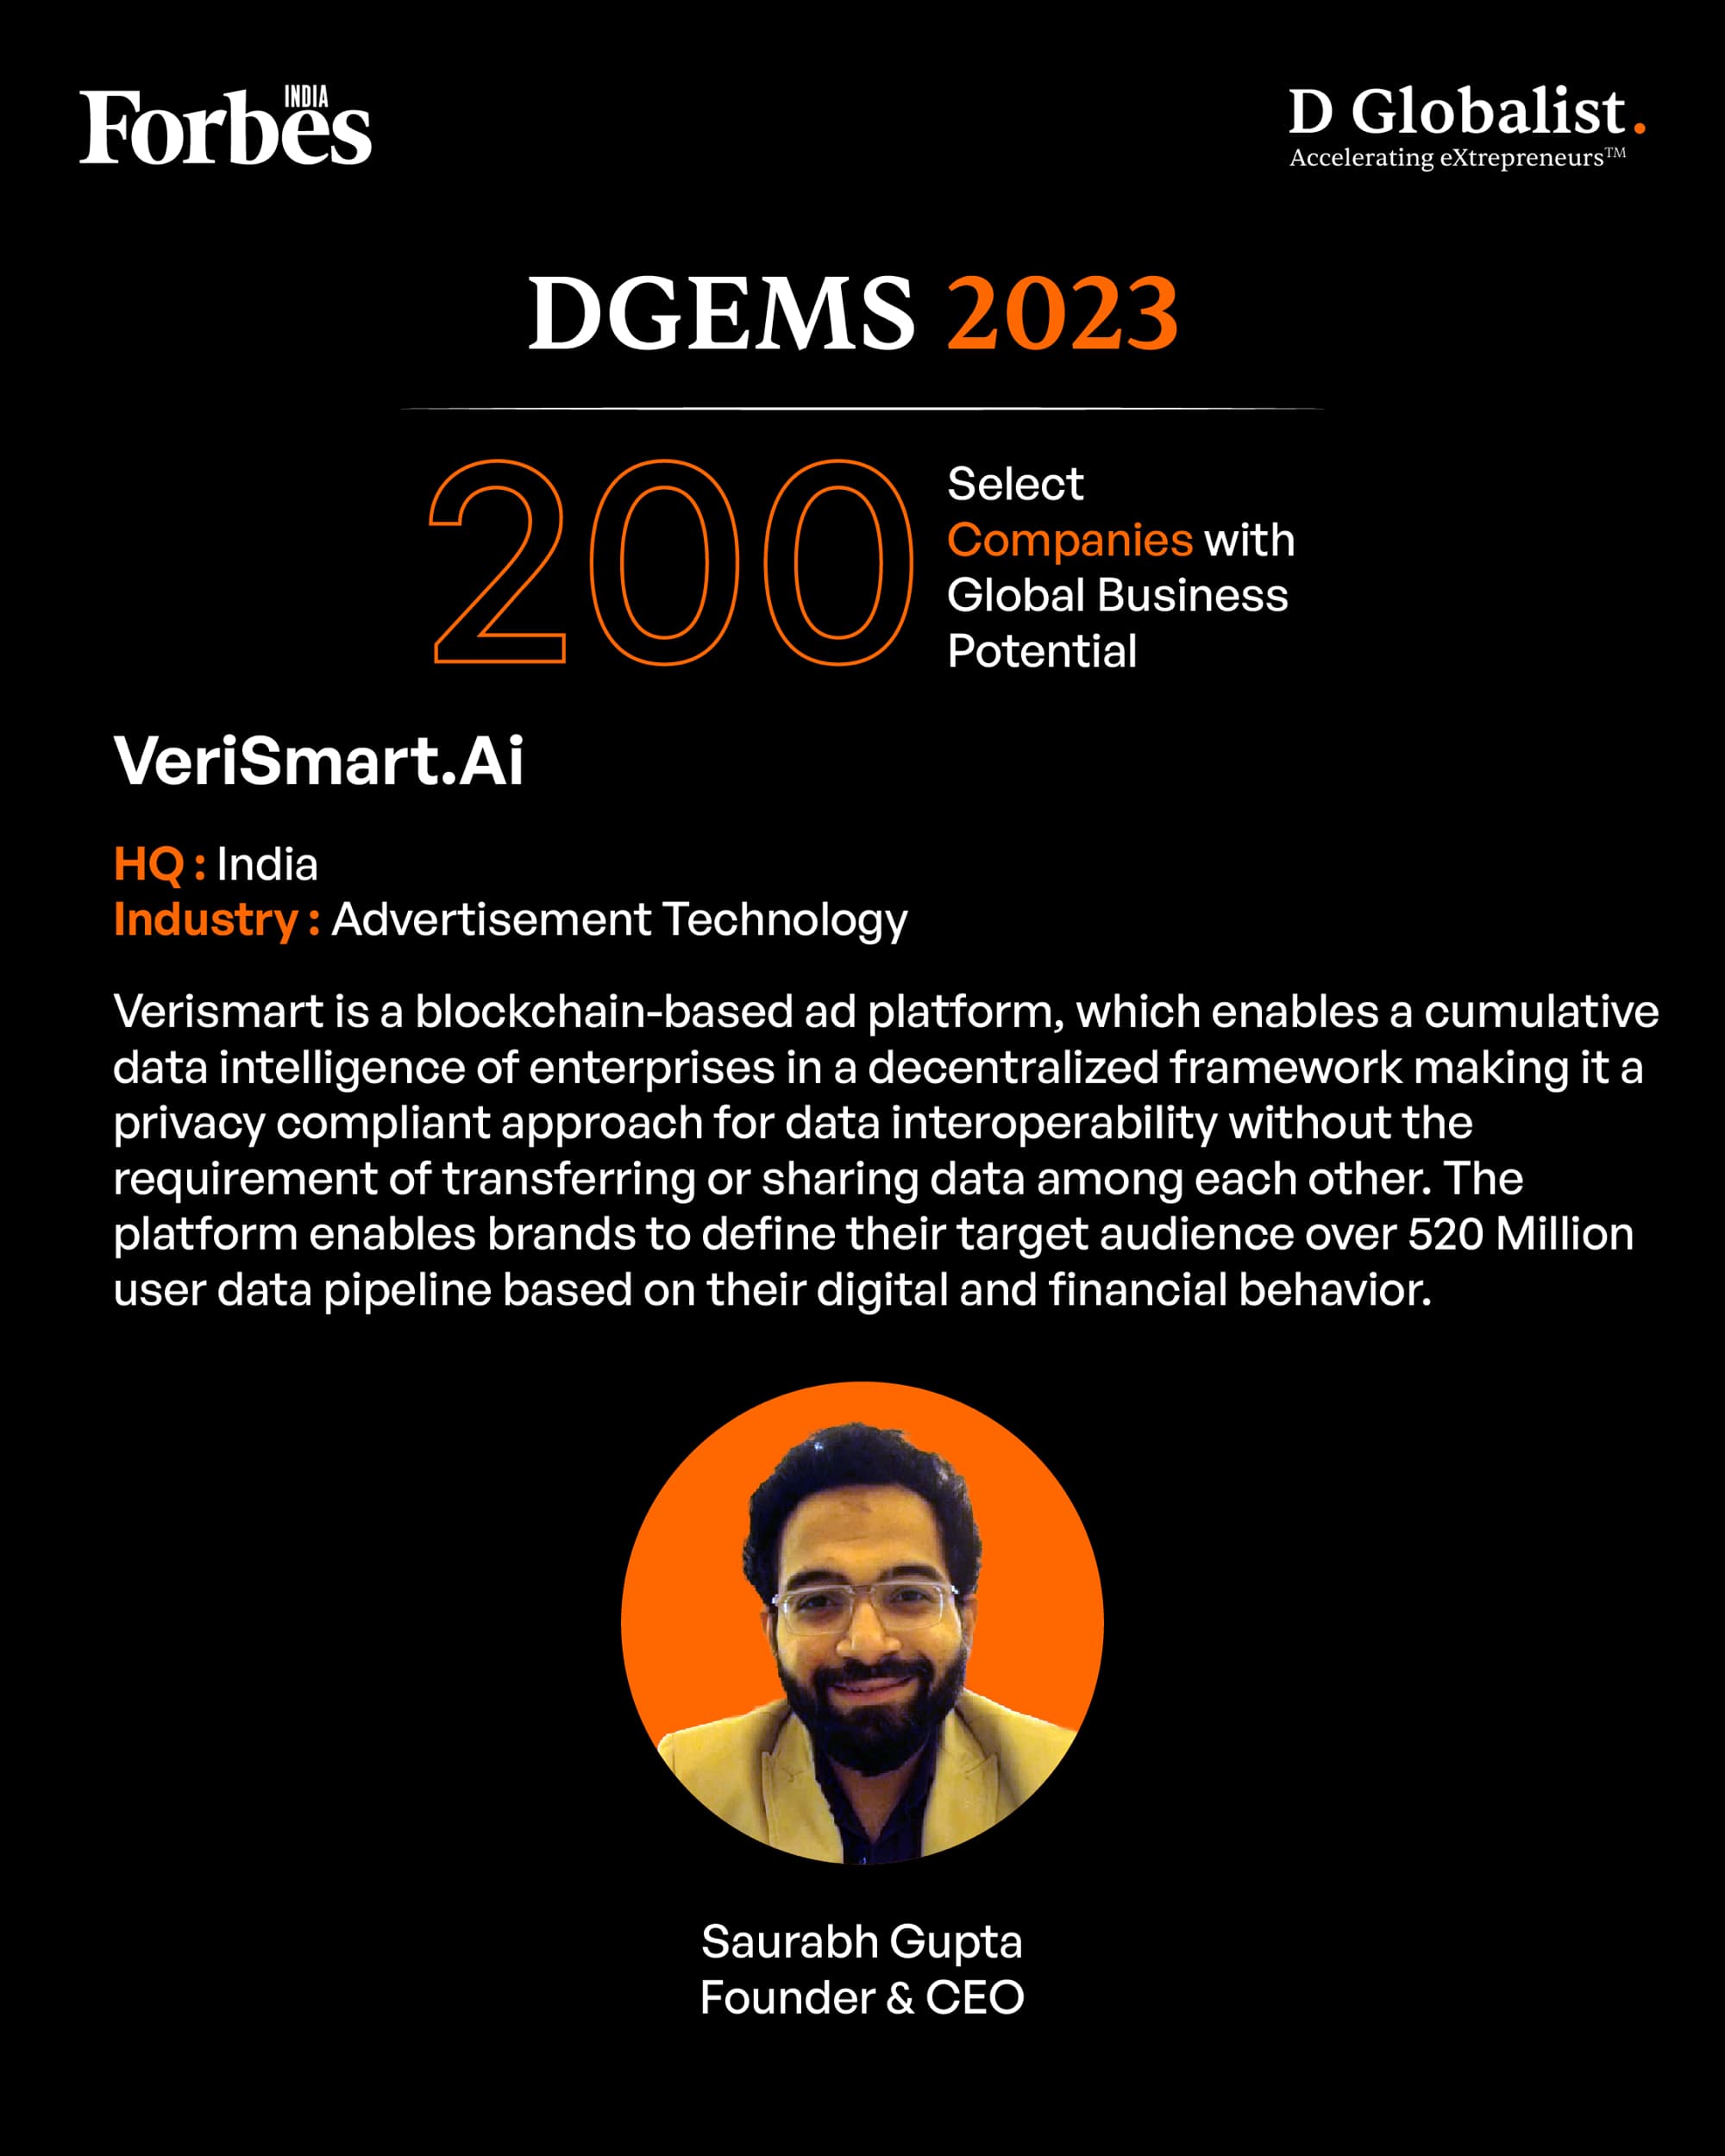 Forbes INDIA
D Globalist.
Accelerating eXtrepreneurs™
DGEMS 2023
200
Select
Companies with
Global Business
Potential
VeriSmart.Ai
HQ : India
Industry : Advertisement Technology
Verismart is a blockchain-based ad platform, which enables a cumulative
data intelligence of enterprises in a decentralized framework making it a
privacy compliant approach for data interoperability without the
requirement of transferring or sharing data among each other. The
platform enables brands to define their target audience over 520 Million
user data pipeline based on their digital and financial behavior.
Saurabh Gupta
Founder & CEO